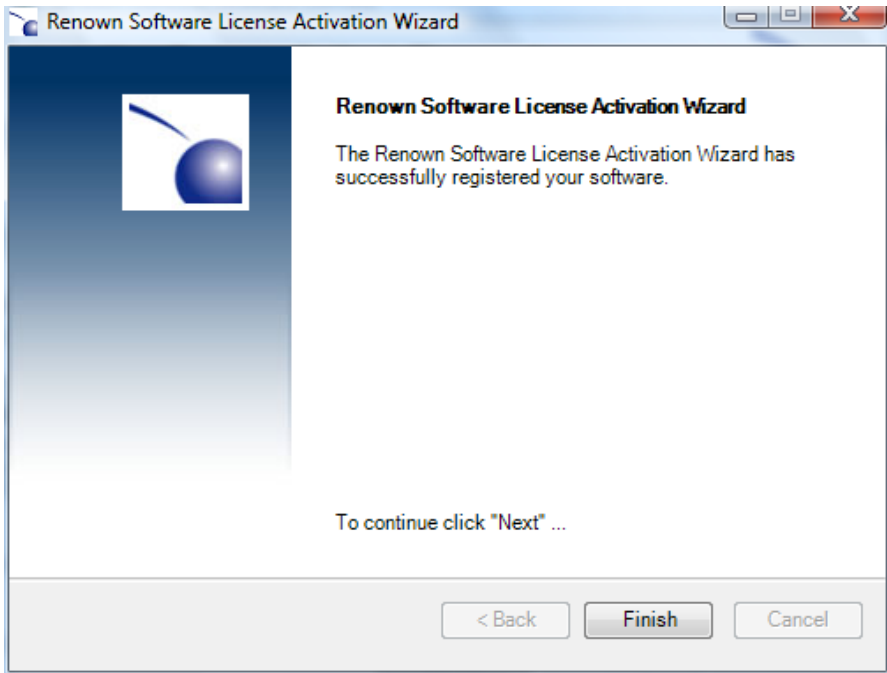 Renown Software License Activation Wizard
Renown Software License Activation Wizard
The Renown Software License Activation Wizard has
successfully registered your software.
To continue click "Next" ...
< Back
Finish
Cancel